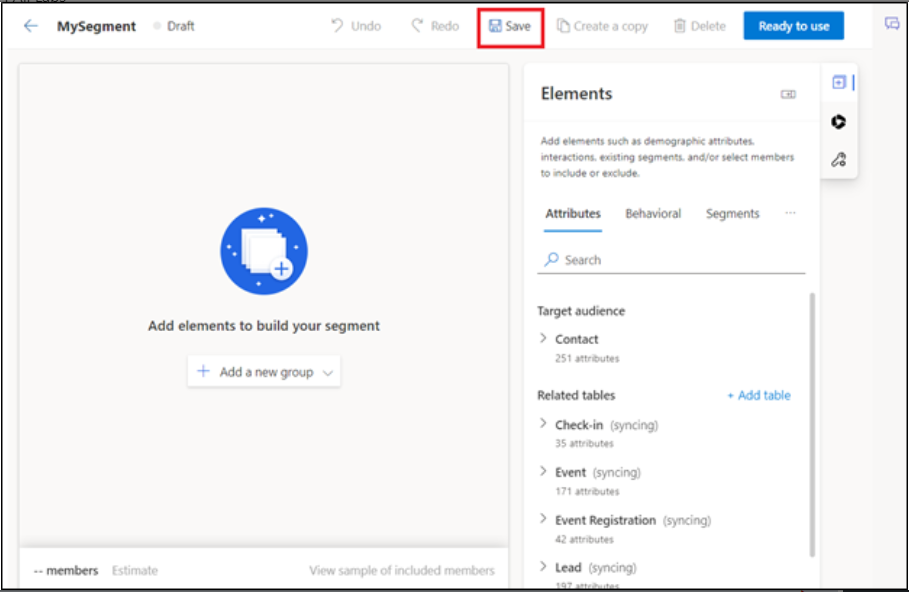 MySegment Draft Undo Redo Save Create a copy Delete Ready to use
Elements
Add elements such as demographic attributes,
interactions, existing segments, and/or select members
to include or exclude.
Attributes Behavioral Segments ...
Search
Target audience
Contact
251 attributes
Related tables + Add table
Check-in (syncing)
35 attributes
Event (syncing)
171 attributes
Event Registration (syncing)
42 attributes
Lead (syncing)
197 attributes
Add elements to build your segment
+ Add a new group
-- members Estimate View sample of included members